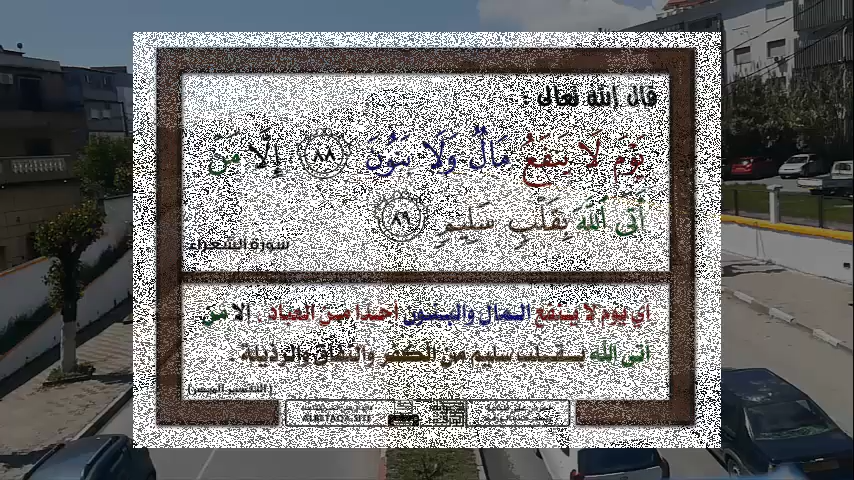 قال الله تعالى :
يَوْمَ لَا يَنفَعُ مَالٌ وَلَا بَنُونَ ٨٨ إِلَّا مَنْ
أَتَى ٱللَّهَ بِقَلْبٍ سَلِيمٍ ٨٩
سورة الشعراء
أي يوم لا ينفع المال والبنون أحدا من العباد .. إلا من
أتى الله بقلب سليم من الكفر والنفاق والرذيلة .
(التفسير الميسر)